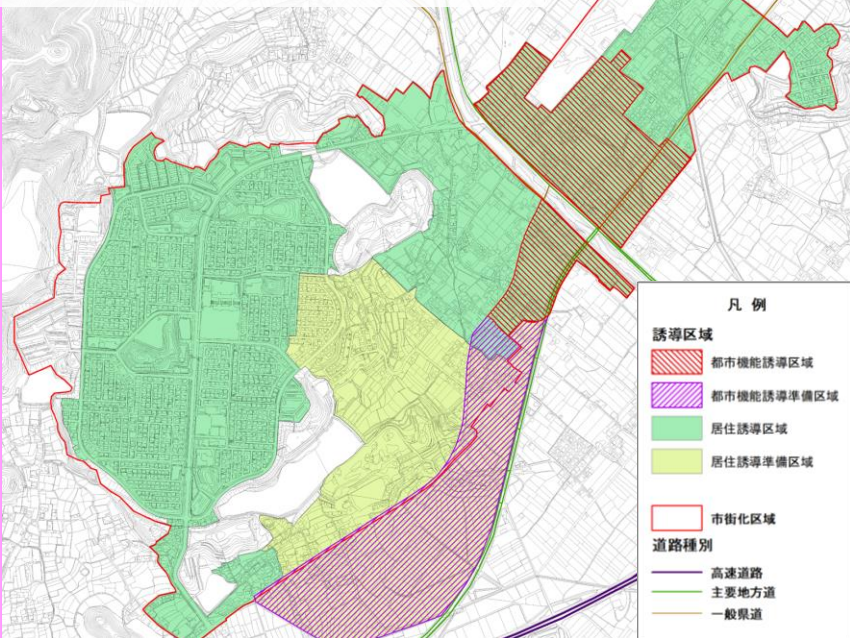 凡 例
誘導区域
都市機能誘導区域
都市機能誘導準備区域
居住誘導区域
居住誘導準備区域
市街化区域
道路種別
高速道路
主要地方道
一般県道